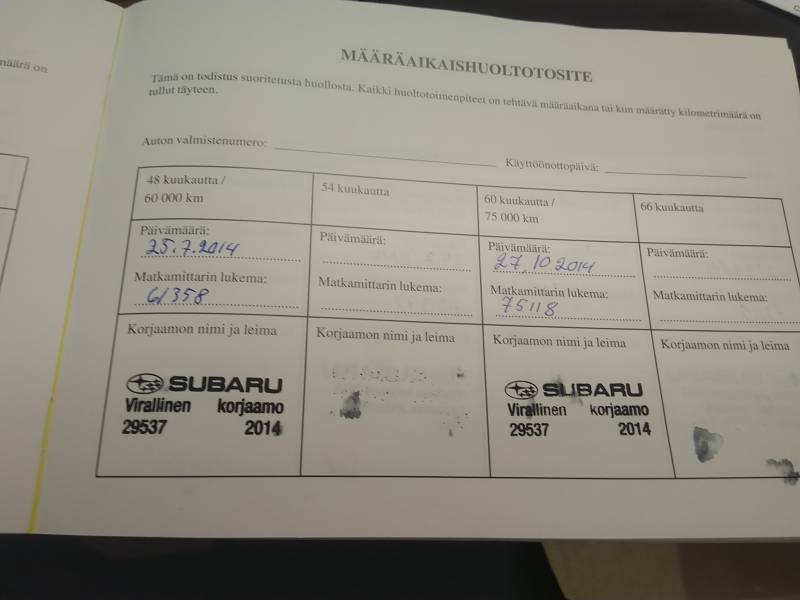 määrä on
MÄÄRÄAIKAISHUOLTOTOSITE
Tämä on todistus suoritetusta huollosta. Kaikki huoltotoimenpiteet on tehtävä määräaikana tai kun määrätty kilometrimäärä on
tullut täyteen.
Auton valmistenumero:
Käyttöönottopäivä:
48 kuukautta /
60 000 km
54 kuukautta
60 kuukautta /
75 000 km
66 kuukautta
Päivämäärä:
25.7.2014
Päivämäärä:
Päivämäärä:
27.10 2014
Päivämäärä:
Matkamittarin lukema:
61358
Matkamittarin lukema:
Matkamittarin lukema:
75118
Matkamittarin lukema:
Korjaamon nimi ja leima
Korjaamon nimi ja leima
Korjaamon nimi ja leima
Korjaamon nimi ja leima
SUBARU
Virallinen korjaamo
29537 2014
SUBARU
Virallinen korjaamo
29537 2014